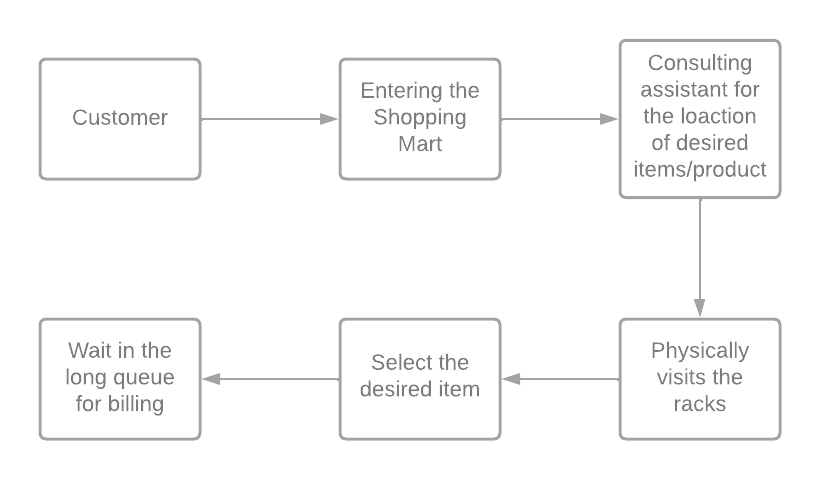 Customer
Entering the
Shopping
Mart
Consulting
assistant for
the loaction
of desired
items/product
Physically
visits the
racks
Select the
desired item
Wait in the
long queue
for billing